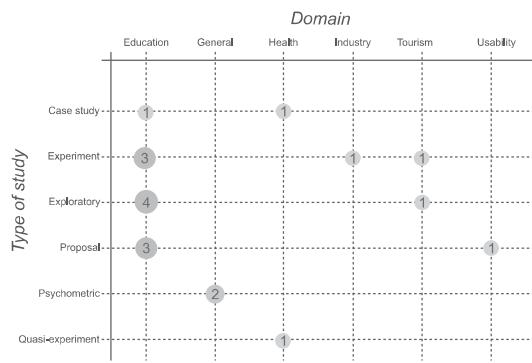 Domain
Education General Health Industry Tourism Usability
Type of study
Case study 1 1
Experiment 3 1 1
Exploratory 4 1
Proposal 3 1
Psychometric 2
Quasi-experiment 1